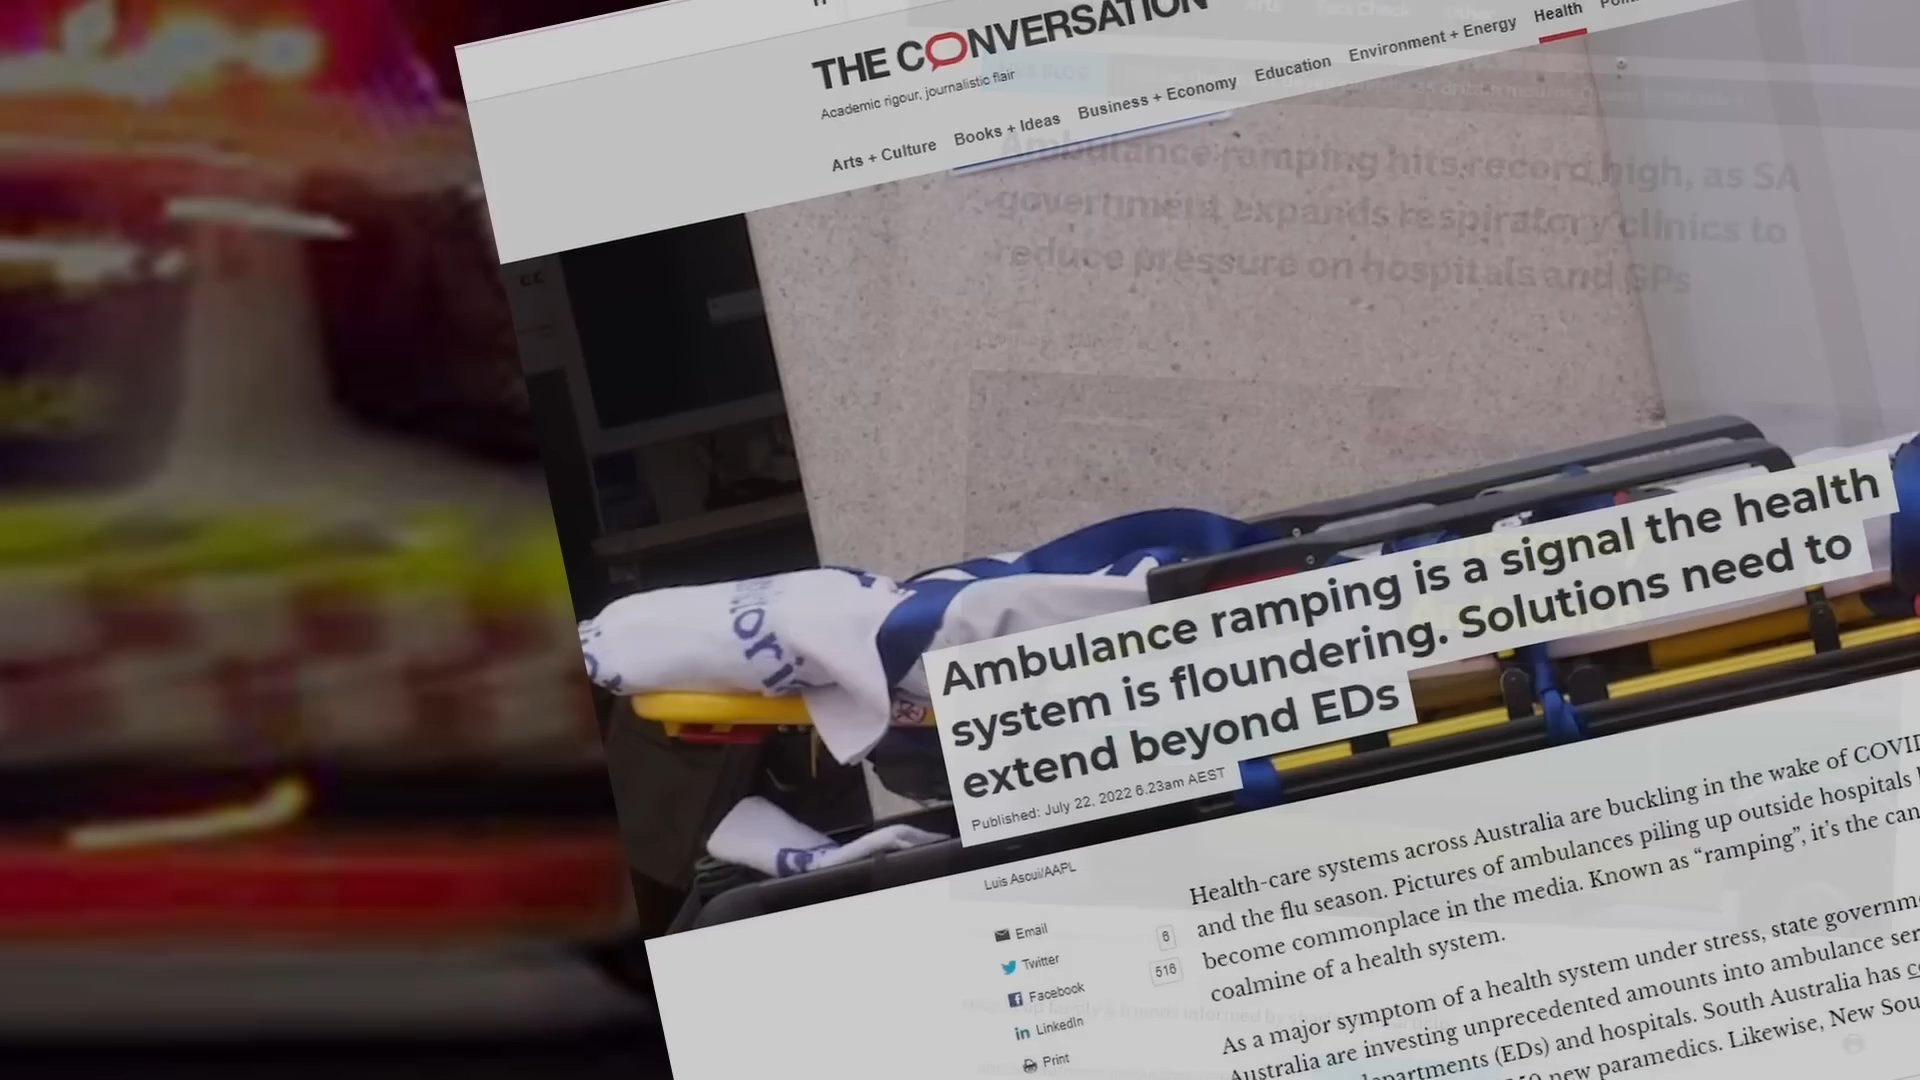 THE CONVERSATION
Academic rigour, journalistic flair
Arts + Culture Books + Ideas Business + Economy Education Environment + Energy Health
Ambulance ramping hits record high, as SA
government expands respiratory clinics to
reduce pressure on hospitals and GPs
Ambulance ramping is a signal the health
system is floundering. Solutions need to
extend beyond EDs
Published: July 22, 2022 6.23am AEST
Luis Ascui/AAPL
Email
Twitter
Facebook
LinkedIn
Print
6
516
Health-care systems across Australia are buckling in the wake of COVID
and the flu season. Pictures of ambulances piling up outside hospitals
become commonplace in the media. Known as “ramping”, it’s the
coalmine of a health system.
As a major symptom of a health system under stress, state
Australia are investing unprecedented amounts into ambulance
(EDs) and hospitals. South Australia has
new paramedics. Likewise, New